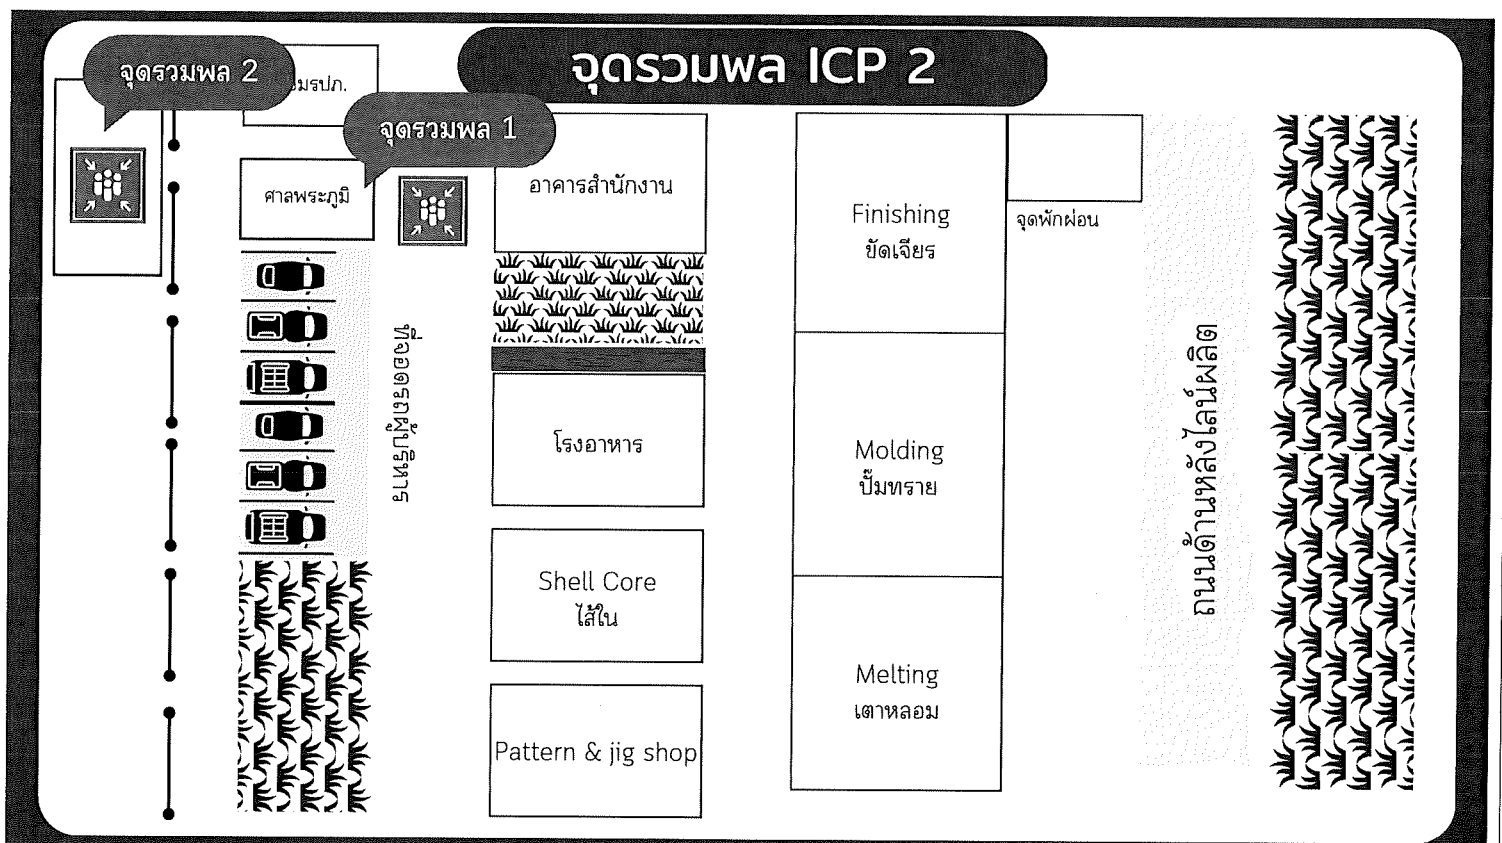 จุดรวมพล ICP 2
จุดรวมพล 2
จุดรวมพล 1
ศาลพระภูมิ
อาคารสำนักงาน
Finishing
ขัดเจียร
จุดพักผ่อน
ที่จอดรถผู้บริหาร
โรงอาหาร
Molding
ปั๊มทราย
ถนนด้านหลังไลน์ผลิต
Shell Core
ไส้ใน
Melting
เตาหลอม
Pattern & jig shop